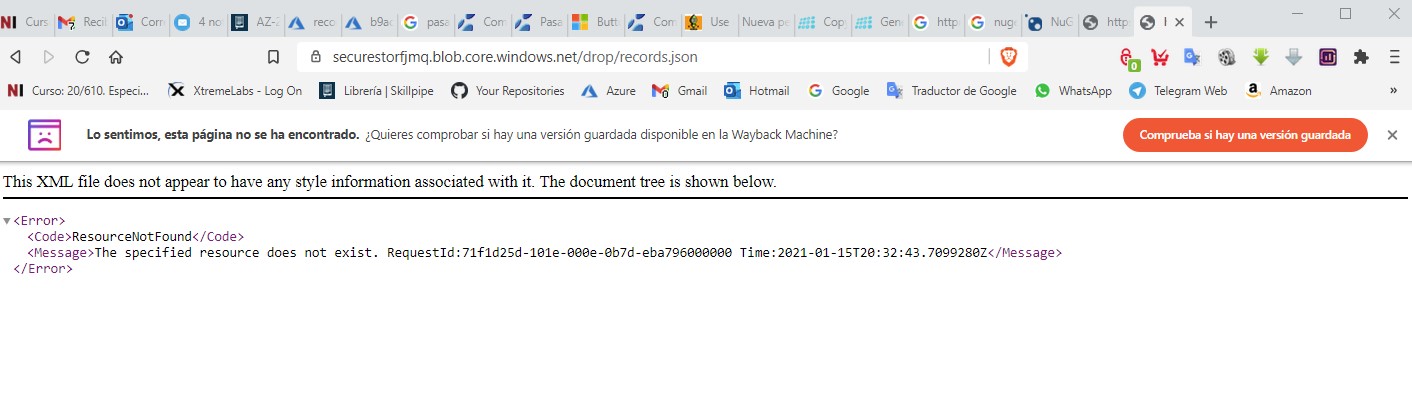 Curs
Recil
Corre
4 no
AZ-2
reco
b9ac
pasa
Com
Pasa
Butt
Com
Use
Nueva pe
Cop
Gen
http
nuge
NuG
http
securestorfjmq.blob.core.windows.net/drop/records.json
0
Curso: 20/610. Especi...
XtremeLabs - Log On
Librería | Skillpipe
Your Repositories
Azure
Gmail
Hotmail
Google
Traductor de Google
WhatsApp
Telegram Web
Amazon
»
Lo sentimos, esta página no se ha encontrado. ¿Quieres comprobar si hay una versión guardada disponible en la Wayback Machine?
Comprueba si hay una versión guardada
This XML file does not appear to have any style information associated with it. The document tree is shown below.
<Error>
<Code>ResourceNotFound</Code>
<Message>The specified resource does not exist. RequestId:71f1d25d-101e-000e-0b7d-eba796000000 Time:2021-01-15T20:32:43.7099280Z</Message>
</Error>